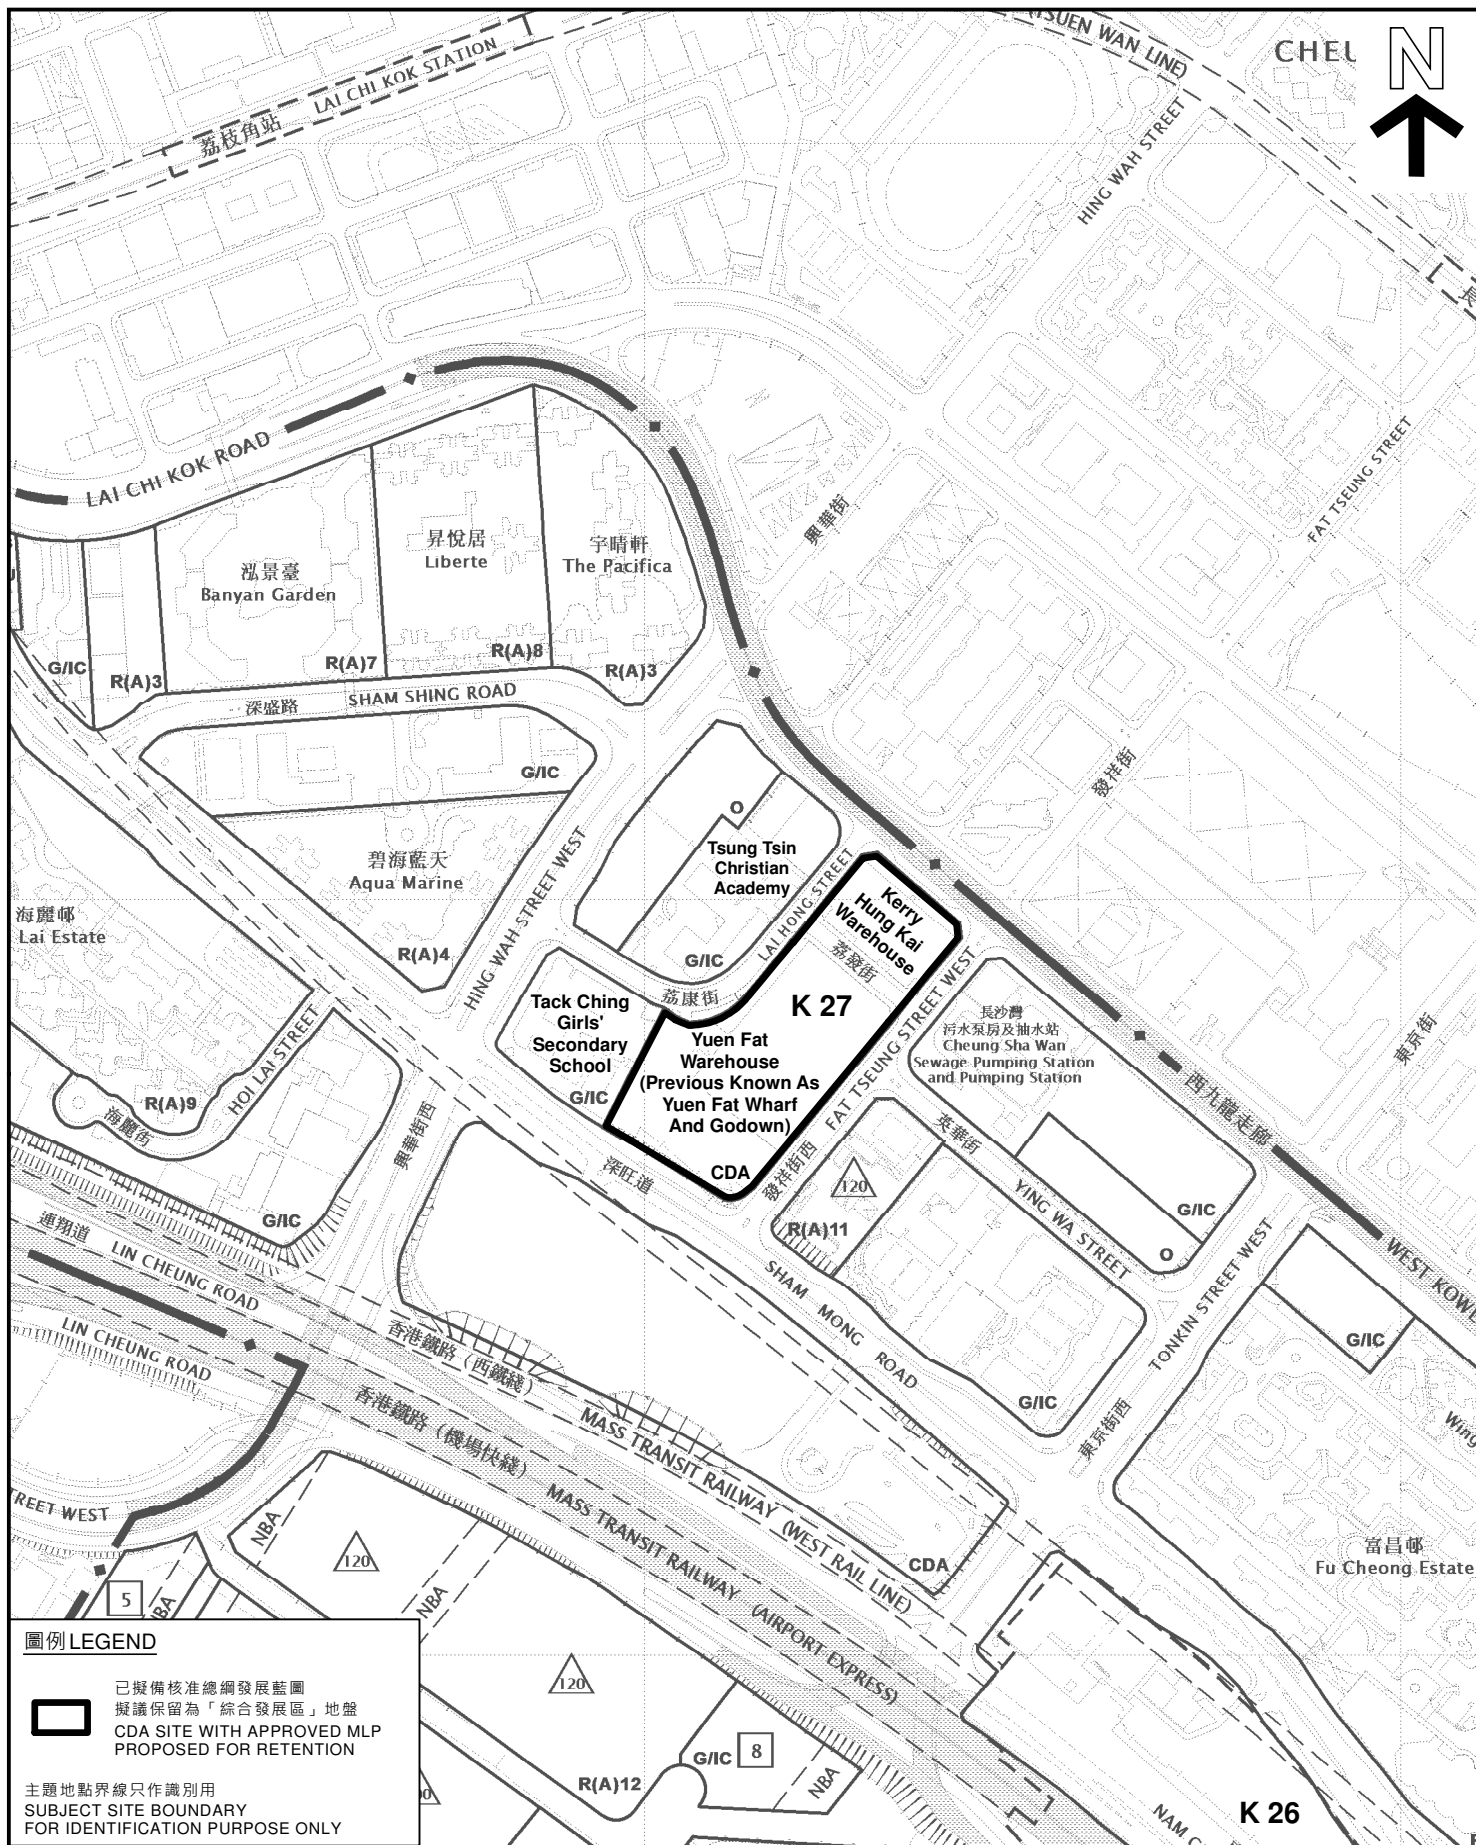 (TSUEN WAN LINE)
CHEU
N
LAI CHI KOK STATION
荔枝角站
HING WAH STREET
長
LAI CHI KOK ROAD
FAT TSEUNG STREET
興華街
昇悅居
Liberte
宇晴軒
The Pacifica
泓景臺
Banyan Garden
G/IC
R(A)3
R(A)7
R(A)8
R(A)3
深盛路
SHAM SHING ROAD
發祥街
G/IC
O
碧海藍天
Aqua Marine
HING WAH STREET WEST
Tsung Tsin
Christian
Academy
LAI HONG STREET
Kerry
Hung Kai
Warehouse
海麗邨
Lai Estate
R(A)4
G/IC
荔發街
荔康街
K 27
FAT TSEUNG STREET WEST
Tack Ching
Girls'
Secondary
School
G/IC
Yuen Fat
Warehouse
(Previous Known As
Yuen Fat Wharf
And Godown)
CDA
長沙灣
污水泵房及抽水站
Cheung Sha Wan
Sewage Pumping Station
and Pumping Station
東京街
HOI LAI STREET
R(A)9
海麗街
興華街西
西九龍走廊
英華街
深旺道
發祥街西
120
R(A)11
YING WA STREET
G/IC
O
G/IC
連翔道
LIN CHEUNG ROAD
LIN CHEUNG ROAD
SHAM MONG ROAD
TONKIN STREET WEST
WEST KOWL
G/IC
香港鐵路（西鐵綫）
MASS TRANSIT RAILWAY (WEST RAIL LINE)
香港鐵路（機場快綫）
MASS TRANSIT RAILWAY (AIRPORT EXPRESS)
G/IC
東京街西
Wing
TREET WEST
NBA
120
NBA
CDA
富昌邨
Fu Cheong Estate
5
NBA
120
G/IC
8
R(A)12
NBA
NAM C
K 26
圖例 LEGEND
已擬備核准總綱發展藍圖
擬議保留為「綜合發展區」地盤
CDA SITE WITH APPROVED MLP
PROPOSED FOR RETENTION
主題地點界線只作識別用
SUBJECT SITE BOUNDARY
FOR IDENTIFICATION PURPOSE ONLY